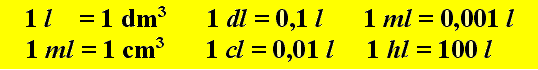 1 l = 1 dm³ 1 dl = 0,1 l 1 ml = 0,001 l
1 ml = 1 cm³ 1 cl = 0,01 l 1 hl = 100 l